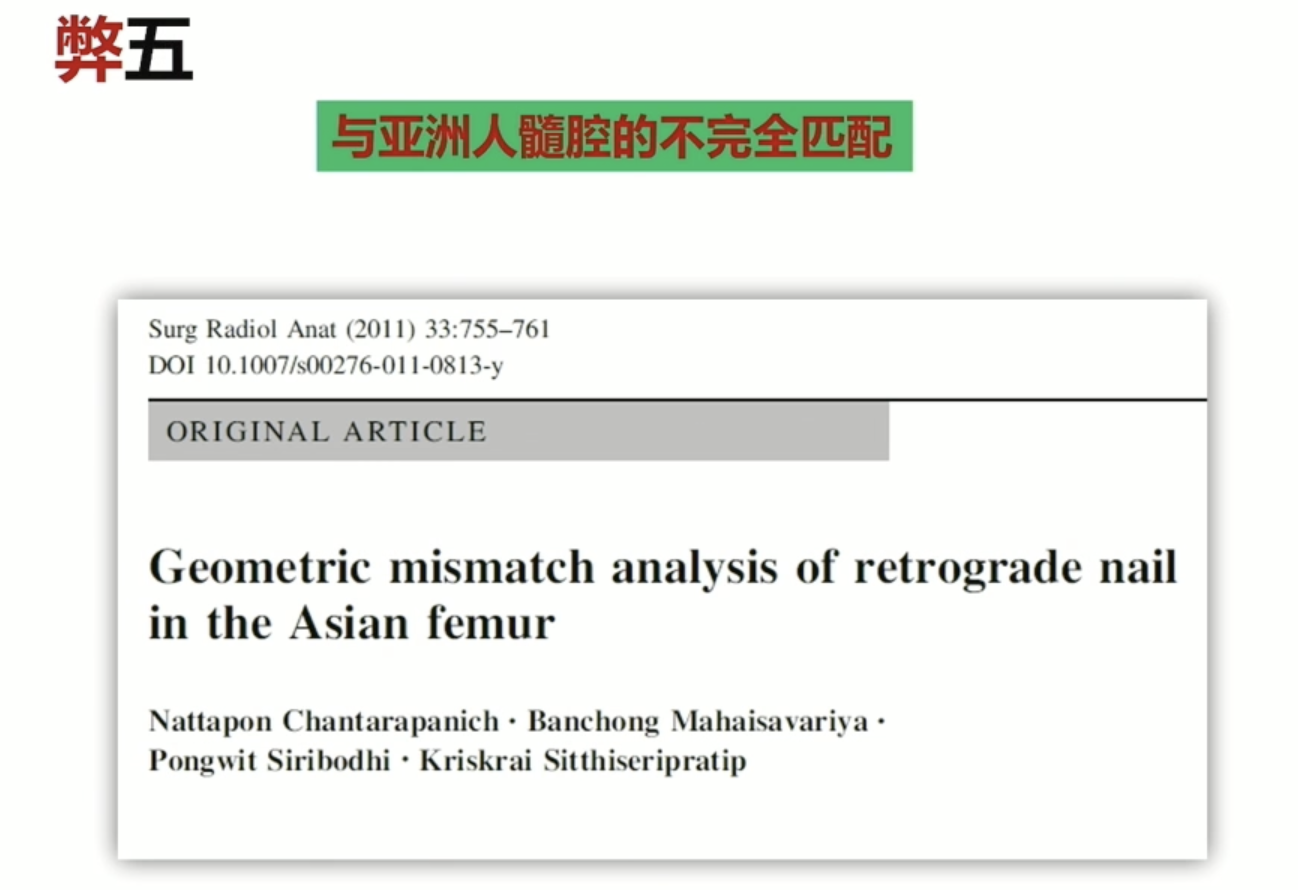 弊五
与亚洲人髓腔的不完全匹配
Surg Radiol Anat (2011) 33:755–761
DOI 10.1007/s00276-011-0813-y
ORIGINAL ARTICLE
Geometric mismatch analysis of retrograde nail
in the Asian femur
Nattapon Chantarapanich · Banchong Mahaisavariya ·
Pongwit Siribodhi · Kriskrai Sitthiseripratip